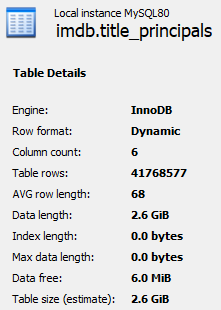 Local instance MySQL80
imdb.title_principals
Table Details
Engine: InnoDB
Row format: Dynamic
Column count: 6
Table rows: 41768577
AVG row length: 68
Data length: 2.6 GiB
Index length: 0.0 bytes
Max data length: 0.0 bytes
Data free: 6.0 MiB
Table size (estimate): 2.6 GiB